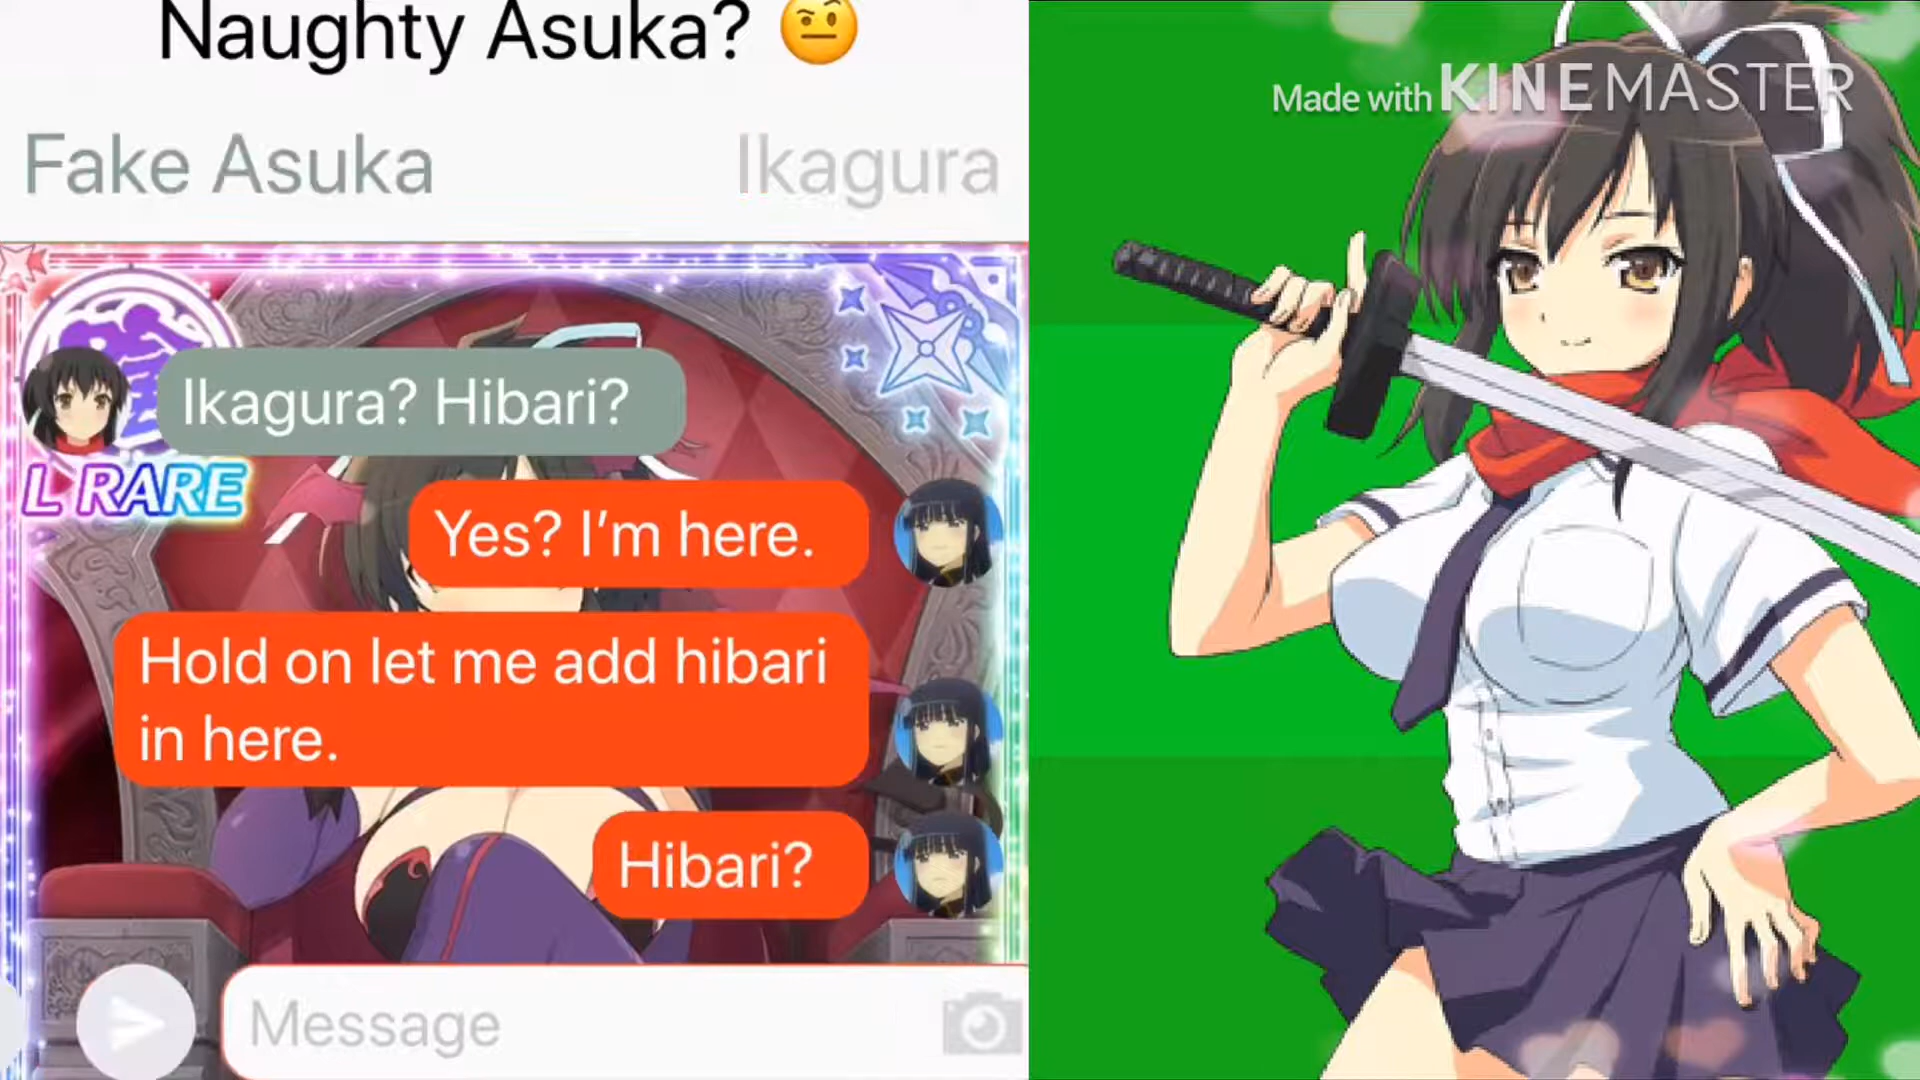 Naughty Asuka? 🤨
Made with KINEMASTER
Fake Asuka
Ikagura
Ikagura? Hibari?
L RARE
Yes? I’m here.
Hold on let me add hibari
in here.
Hibari?
Message